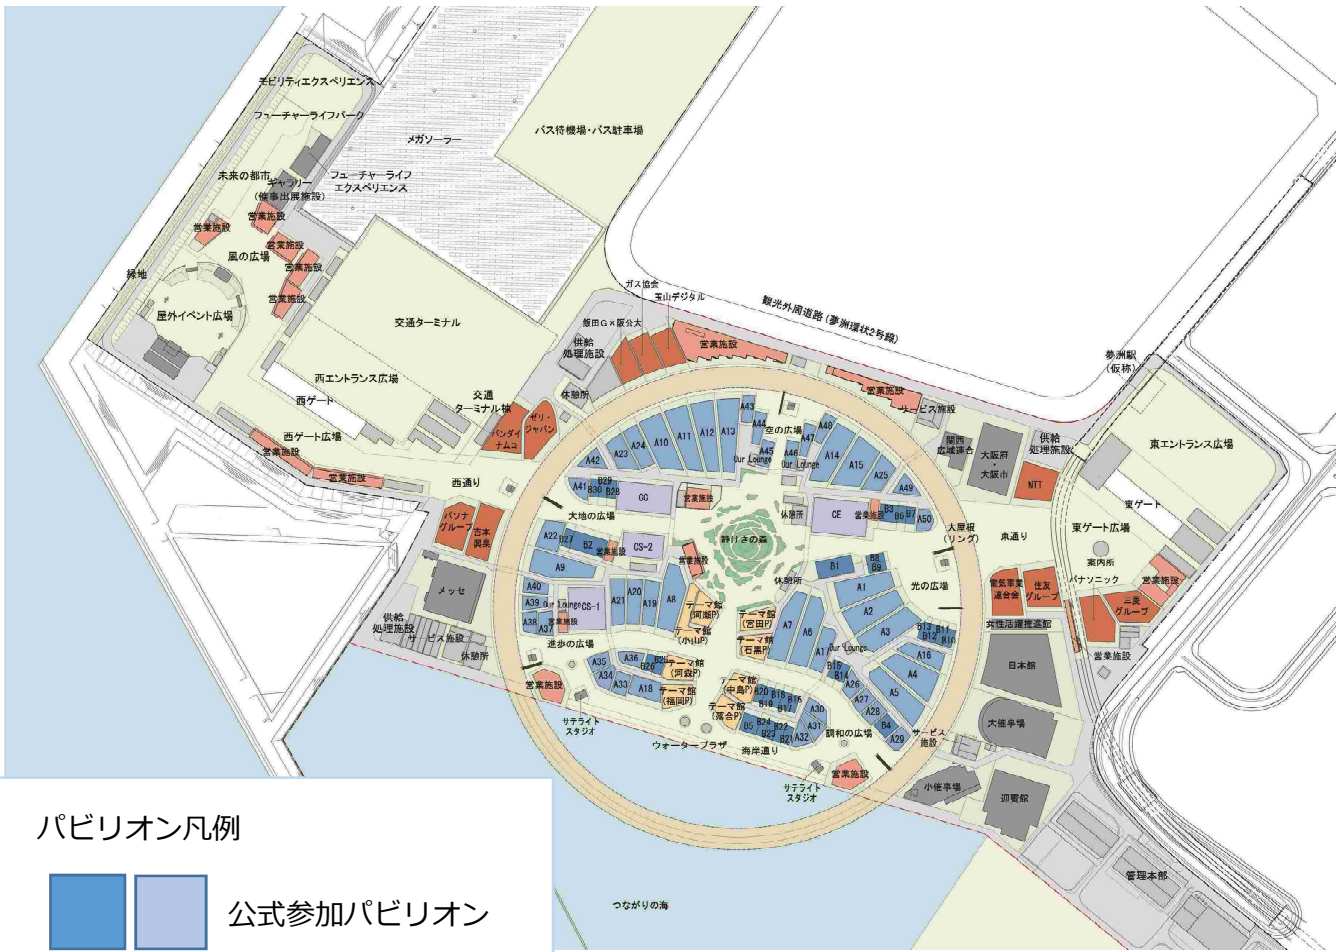 モビリティエクスペリエンス
フューチャーライフパーク
メガソーラー
バス待機場・バス駐車場
未来の都市
ギャラリー
(催事出展施設)
フューチャーライフ
エクスペリエンス
営業施設
営業施設
営業施設
風の広場
営業施設
営業施設
緑地
屋外イベント広場
交通ターミナル
西エントランス広場
西ゲート
西ゲート広場
営業施設
営業施設
交通
ターミナル棟
西通り
ガス協会
玉山デジタル
飯田G×阪公大
供給
処理施設
休憩所
営業施設
観光外周道路(夢洲環状2号線)
営業施設
サービス施設
夢洲駅
(仮称)
バンダイ
ナムコ
ゼリ・
ジャパン
関西
広域連合
大阪府
・
大阪市
供給
処理施設
NTT
東エントランス広場
東ゲート
東ゲート広場
案内所
東通り
大屋根
(リング)
空の広場
A43
A44
A45
A46
A47
A48
Our Lounge
Our Lounge
A42
A23
A24
A10
A11
A12
A13
A14
A15
A25
A49
A41
B29
B30
B28
CG
営業施設
休憩所
CE
営業施設
B3
B6
B7
A50
大地の広場
A22
B27
B2
営業施設
CS-2
営業施設
静けさの森
休憩所
B1
B8
B9
光の広場
A9
A40
A39
A38
A37
Our Lounge
CS-1
営業施設
A21
A20
A19
A8
テーマ館
(河瀨P)
テーマ館
(小山P)
テーマ館
(宮田P)
テーマ館
(石黒P)
A1
A2
A3
A7
A6
A17
Our Lounge
B13
B11
B12
B10
A16
A4
A5
進歩の広場
A35
A36
A34
A33
A18
B26
B25
テーマ館
(河森P)
テーマ館
(福岡P)
テーマ館
(中島P)
テーマ館
(落合P)
B20
B18
B16
B19
B17
B5
B24
B22
B23
B21
A30
A31
A32
B15
B14
A26
A27
A28
B4
A29
調和の広場
サービス
施設
パソナ
グループ
吉本
興業
メッセ
供給
処理施設
サービス施設
休憩所
営業施設
サテライト
スタジオ
ウォータープラザ
海岸通り
サテライト
スタジオ
営業施設
電気事業
連合会
住友
グループ
パナソニック
三菱
グループ
営業施設
営業施設
女性活躍推進館
日本館
大催事場
小催事場
迎賓館
管理本部
つながりの海
パビリオン凡例
公式参加パビリオン